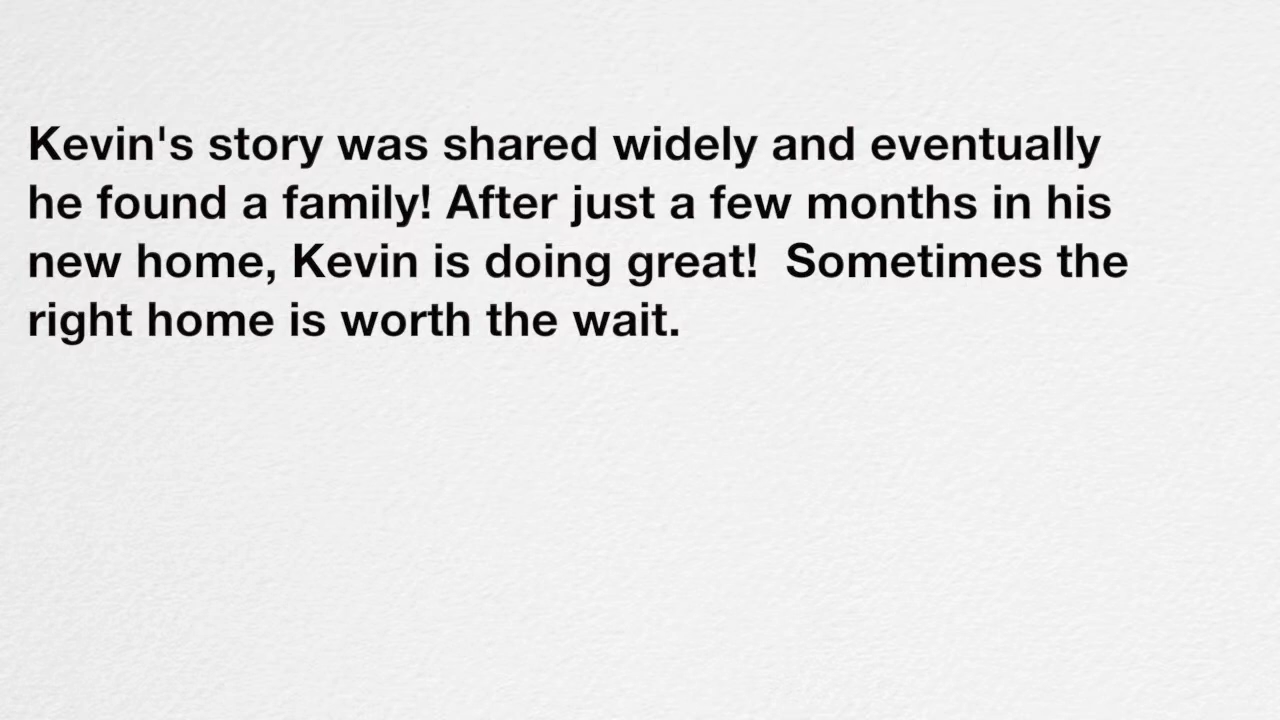 Kevin's story was shared widely and eventually
he found a family! After just a few months in his
new home, Kevin is doing great!  Sometimes the
right home is worth the wait.